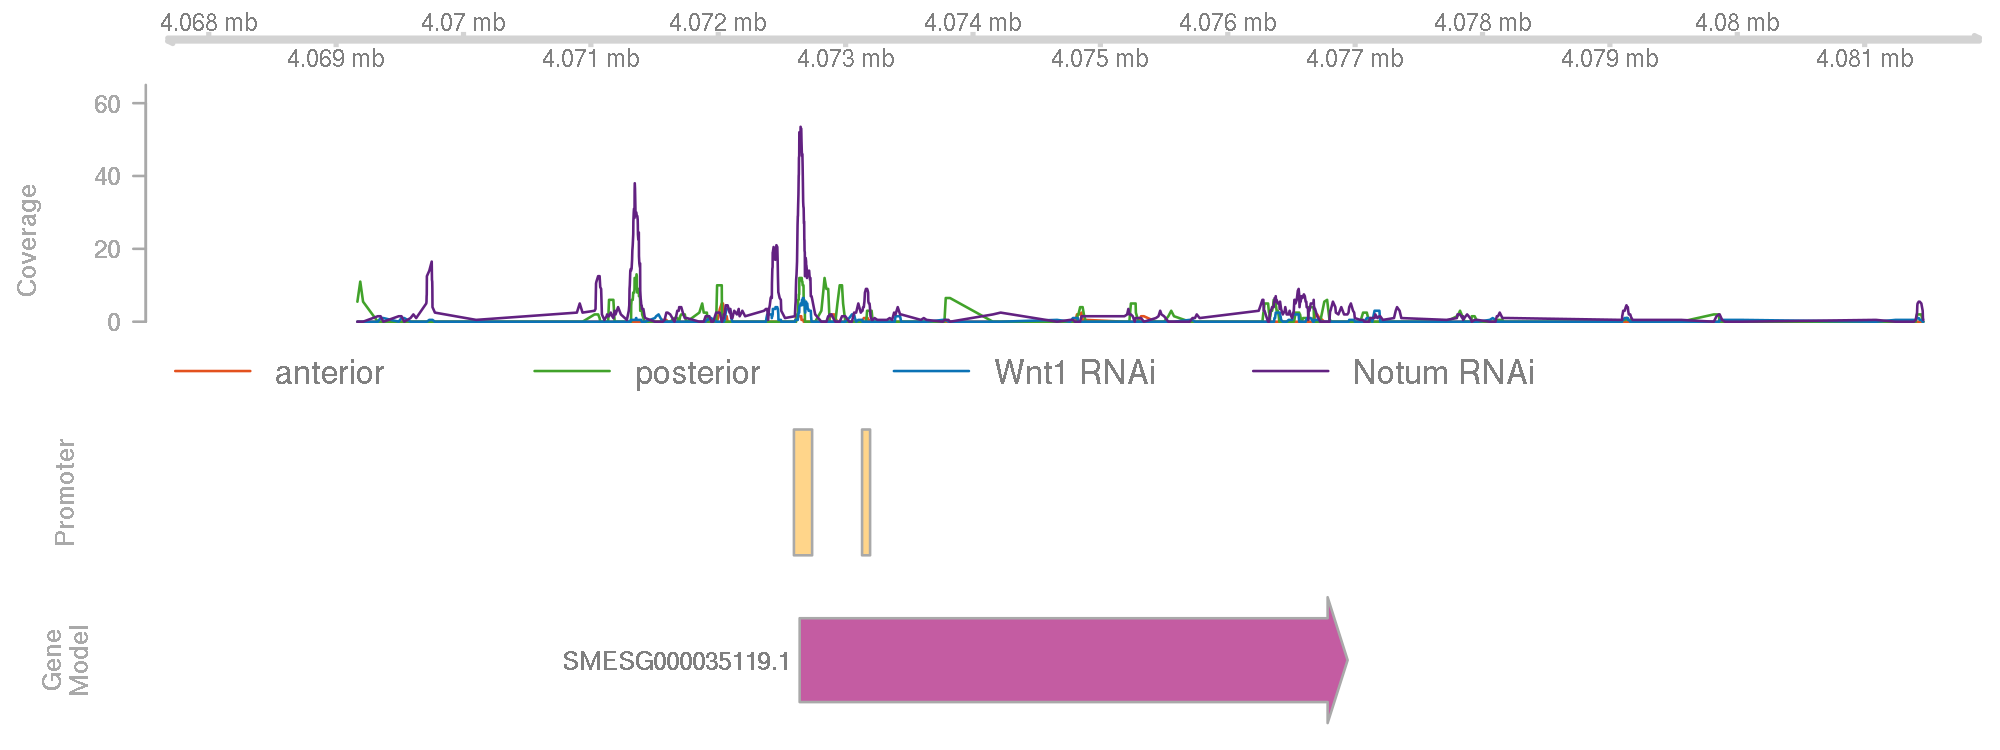 4.068 mb 4.07 mb 4.072 mb 4.074 mb 4.076 mb 4.078 mb 4.08 mb
4.069 mb 4.071 mb 4.073 mb 4.075 mb 4.077 mb 4.079 mb 4.081 mb
Coverage
60
40
20
0
anterior posterior Wnt1 RNAi Notum RNAi
Promoter
Gene
Model
SMESG000035119.1